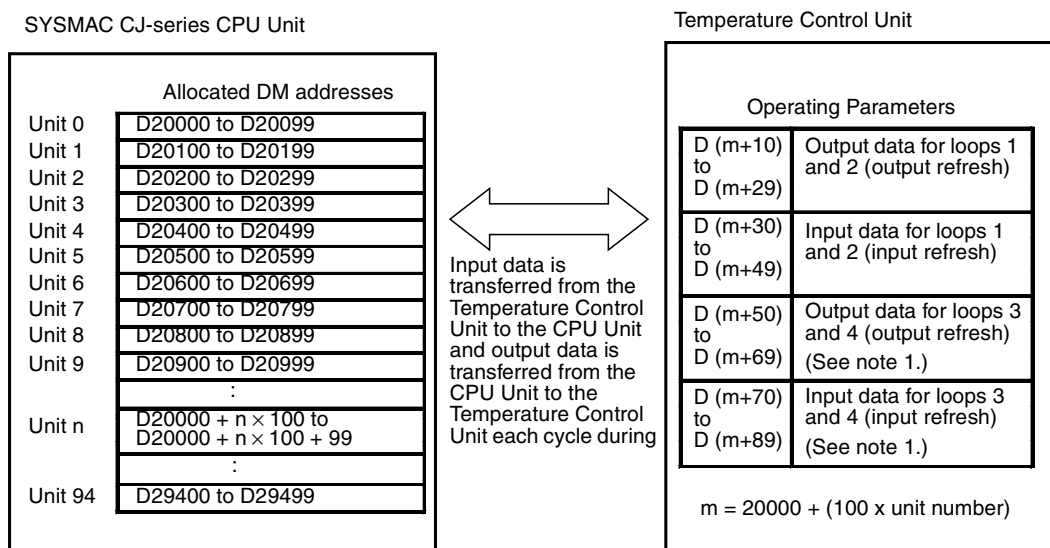 SYSMAC CJ-series CPU Unit
Allocated DM addresses
Unit 0 D20000 to D20099
Unit 1 D20100 to D20199
Unit 2 D20200 to D20299
Unit 3 D20300 to D20399
Unit 4 D20400 to D20499
Unit 5 D20500 to D20599
Unit 6 D20600 to D20699
Unit 7 D20700 to D20799
Unit 8 D20800 to D20899
Unit 9 D20900 to D20999
:
Unit n D20000 + n × 100 to
D20000 + n × 100 + 99
:
Unit 94 D29400 to D29499
Input data is
transferred from the
Temperature Control
Unit to the CPU Unit
and output data is
transferred from the
CPU Unit to the
Temperature Control
Unit each cycle during
Temperature Control Unit
Operating Parameters
D (m+10)
to
D (m+29)
Output data for loops 1
and 2 (output refresh)
D (m+30)
to
D (m+49)
Input data for loops 1
and 2 (input refresh)
D (m+50)
to
D (m+69)
Output data for loops 3
and 4 (output refresh)
(See note 1.)
D (m+70)
to
D (m+89)
Input data for loops 3
and 4 (input refresh)
(See note 1.)
m = 20000 + (100 x unit number)